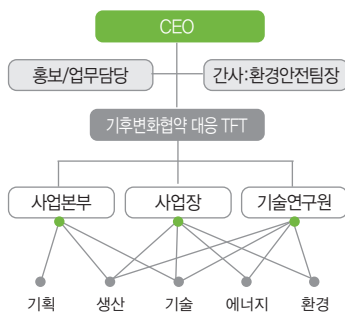 CEO
홍보/업무담당
간사:환경안전팀장
기후변화협약 대응 TFT
사업본부
사업장
기술연구원
기획
생산
기술
에너지
환경